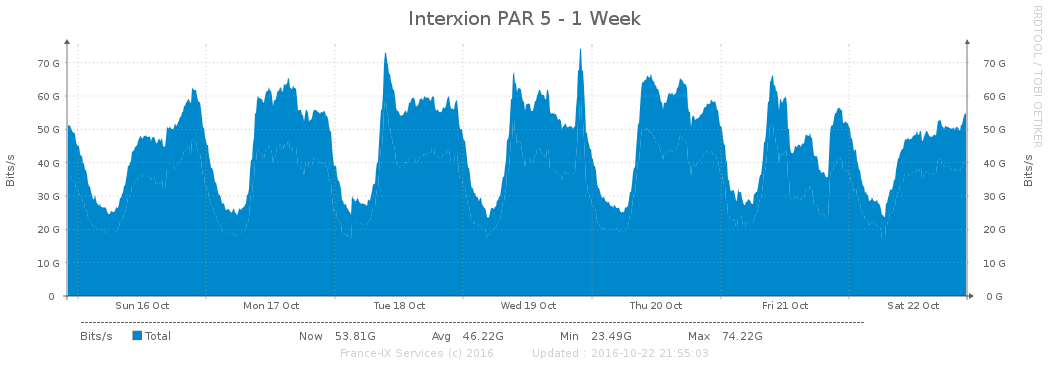 Interxion PAR 5 - 1 Week
RRDTOOL / TOBI OETIKER
Bits/s
70 G
60 G
50 G
40 G
30 G
20 G
10 G
0
70 G
60 G
50 G
40 G
30 G
20 G
10 G
0 G
Bits/s
Sun 16 Oct Mon 17 Oct Tue 18 Oct Wed 19 Oct Thu 20 Oct Fri 21 Oct Sat 22 Oct
Bits/s Total Now 53.81G Avg 46.22G Min 23.49G Max 74.22G
France-IX Services (c) 2016 Updated : 2016-10-22 21:55:03